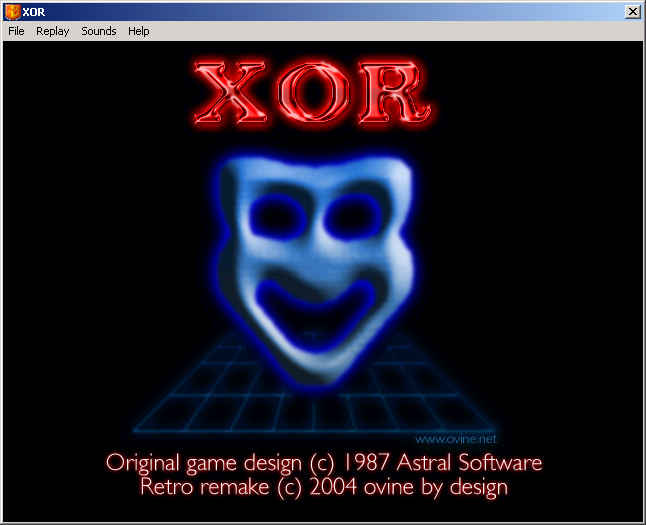 XOR
File Replay Sounds Help
XOR
www.ovine.net
Original game design (c) 1987 Astral Software
Retro remake (c) 2004 ovine by design